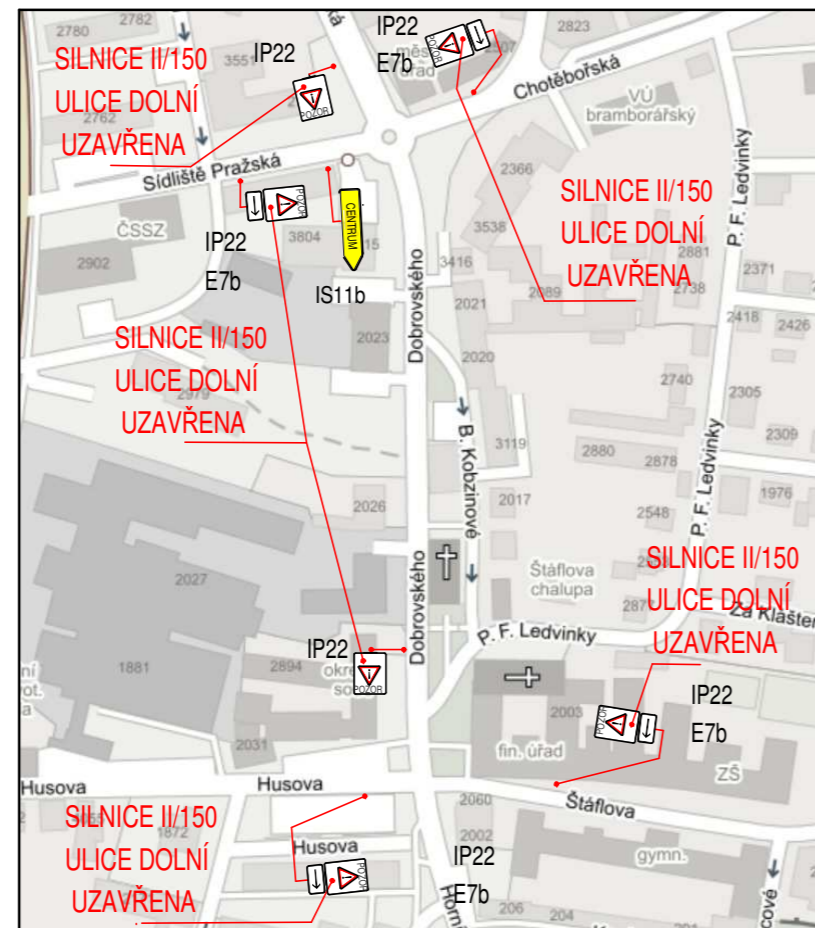 2780
2782
SILNICE II/150
ULICE DOLNÍ
UZAVŘENA
3551
2762
IP22
POZOR
IP22
E7b
POZOR
2823
Chotěbořská
VÚ
bramborářský
Sídliště Pražská
ČSSZ
2902
IP22
E7b
POZOR
3804
CENTRUM
IS11b
2366
3538
3416
2021
2089
2020
SILNICE II/150
ULICE DOLNÍ
UZAVŘENA
P. F. Ledvinky
2881
2738
2371
2418
2426
2740
2305
2309
SILNICE II/150
ULICE DOLNÍ
UZAVŘENA
2979
2023
Dobrovského
B. Kobzinové
3119
2880
2878
P. F. Ledvinky
1976
2026
2017
2548
2027
Štáflova
chalupa
SILNICE II/150
ULICE DOLNÍ
UZAVŘENA
Za Klášter
Dobrovského
P. F. Ledvinky
1881
2894
IP22
POZOR
2031
2003
fin. úřad
POZOR
IP22
E7b
ZŠ
Husova
Husova
Štáflova
SILNICE II/150
ULICE DOLNÍ
UZAVŘENA
1872
Husova
POZOR
2060
2002
IP22
E7b
gymn.
206
204
Horní
cové